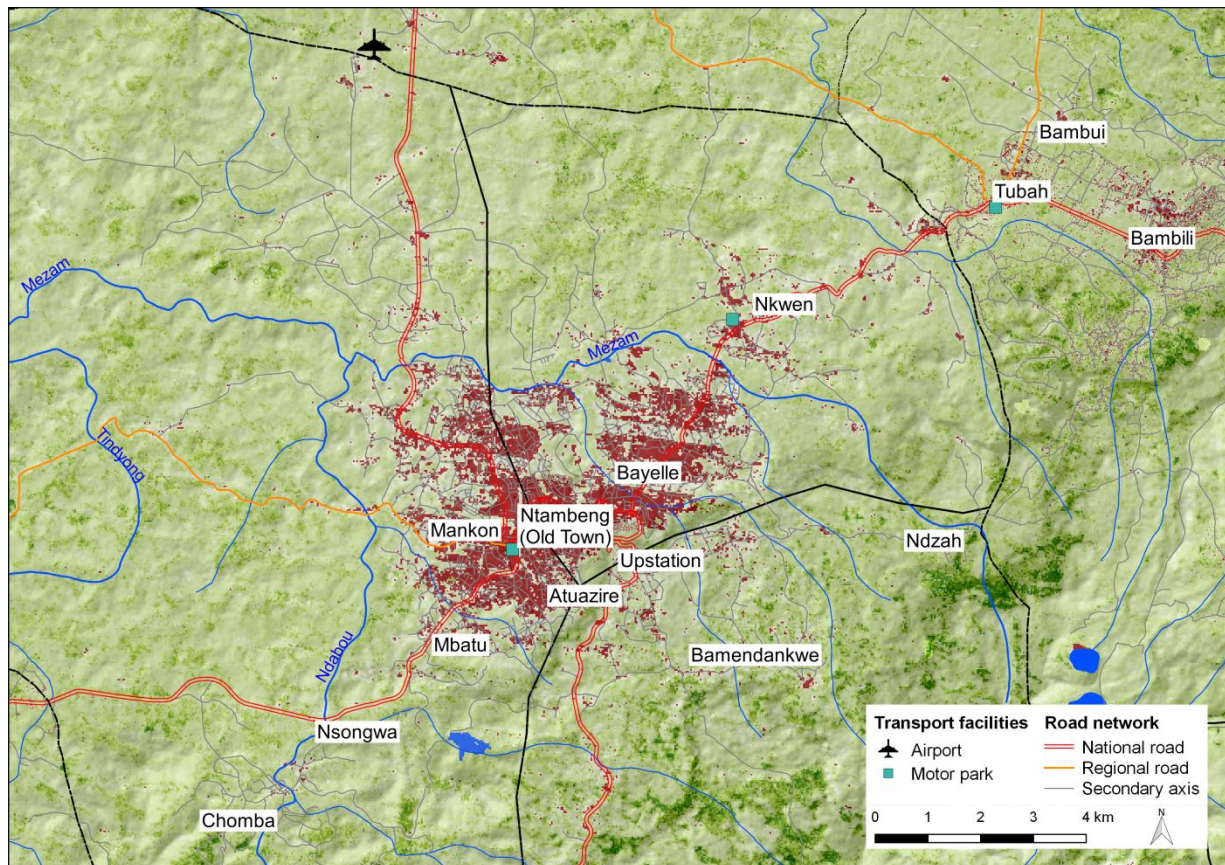 Bambui
Tubah
Bambili
Mezam
Nkwen
Mezam
Tindyong
Bayelle
Ntambeng
(Old Town)
Mankon
Ndzah
Upstation
Atuazire
Mbatu
Ndabou
Bamendankwe
Nsongwa
Chomba
Transport facilities
Airport
Motor park
Road network
National road
Regional road
Secondary axis
0 1 2 3 4 km
N